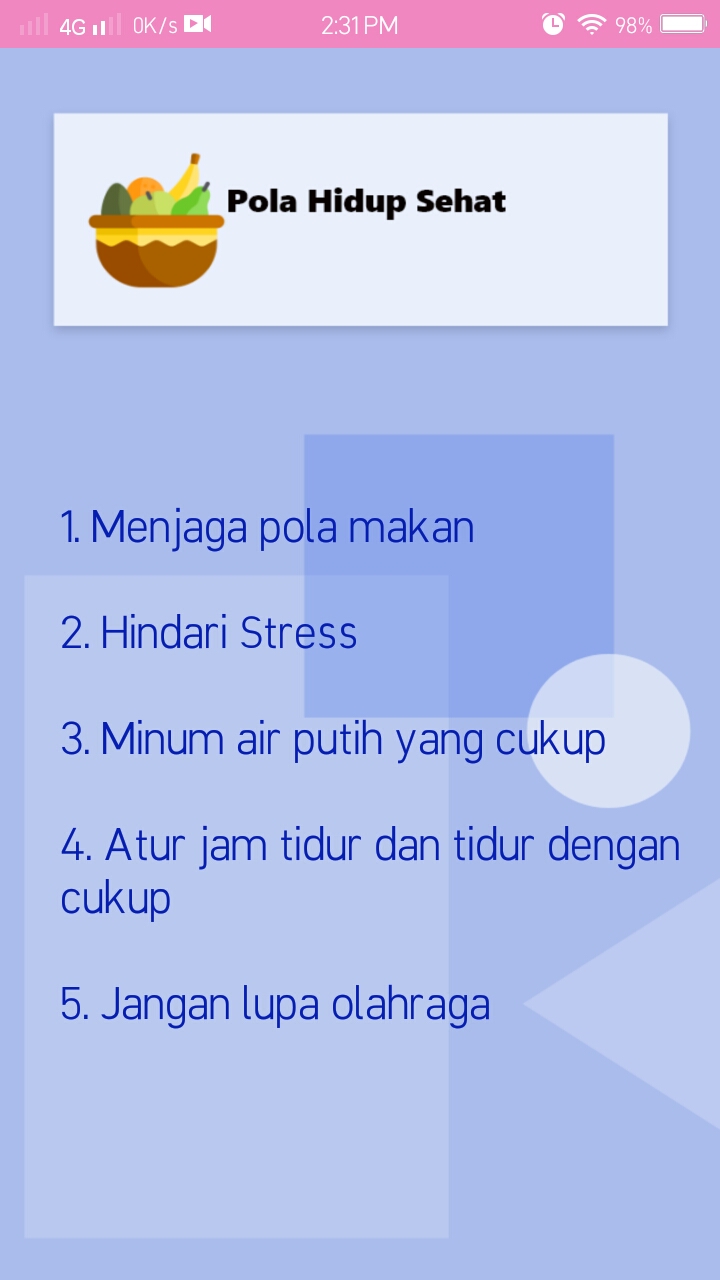 4G 0K/s 2:31 PM 98%
Pola Hidup Sehat
1. Menjaga pola makan
2. Hindari Stress
3. Minum air putih yang cukup
4. Atur jam tidur dan tidur dengan
cukup
5. Jangan lupa olahraga